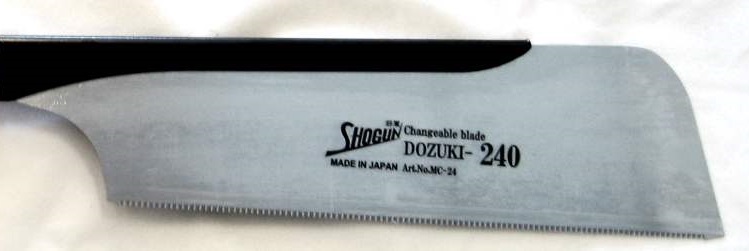 SHOGUN Changeable blade
DOZUKI- 240
MADE IN JAPAN Art.No.MC-24